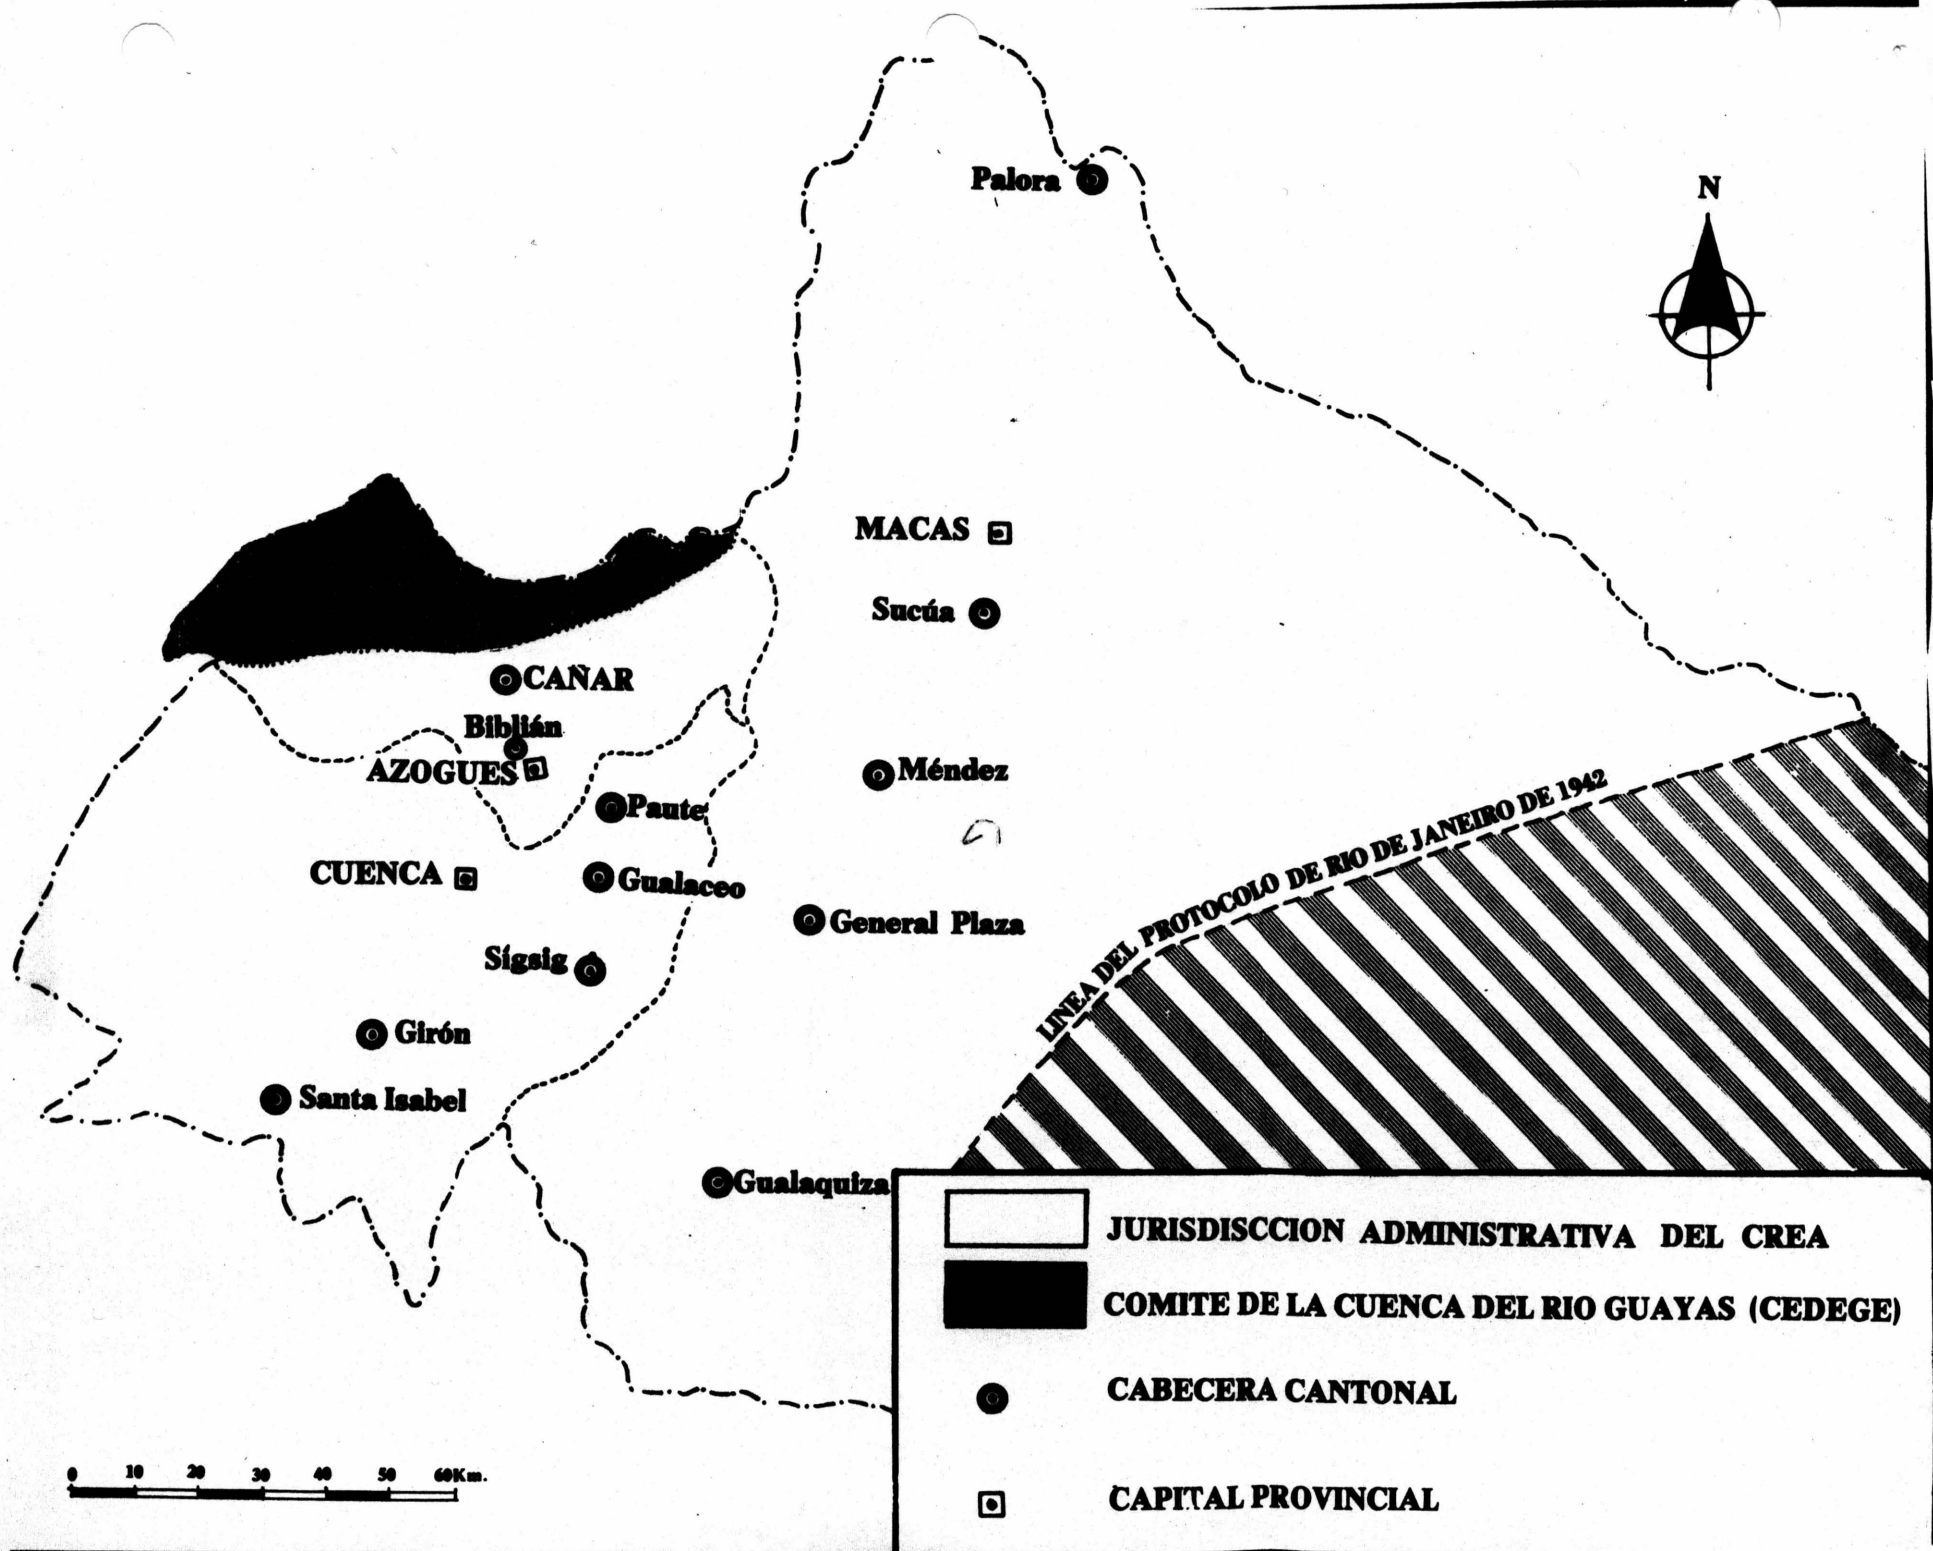 Palora
N
MACAS
Sucúa
CAÑAR
Biblián
AZOGUES
Méndez
Paute
LINEA DEL PROTOCOLO DE RIO DE JANEIRO DE 1942
CUENCA
Gualaceo
General Plaza
Sígsig
Girón
Santa Isabel
Gualaquiza
JURISDISCCION ADMINISTRATIVA DEL CREA
COMITE DE LA CUENCA DEL RIO GUAYAS (CEDEGE)
CABECERA CANTONAL
CAPITAL PROVINCIAL
0 10 20 30 40 50 60Km.